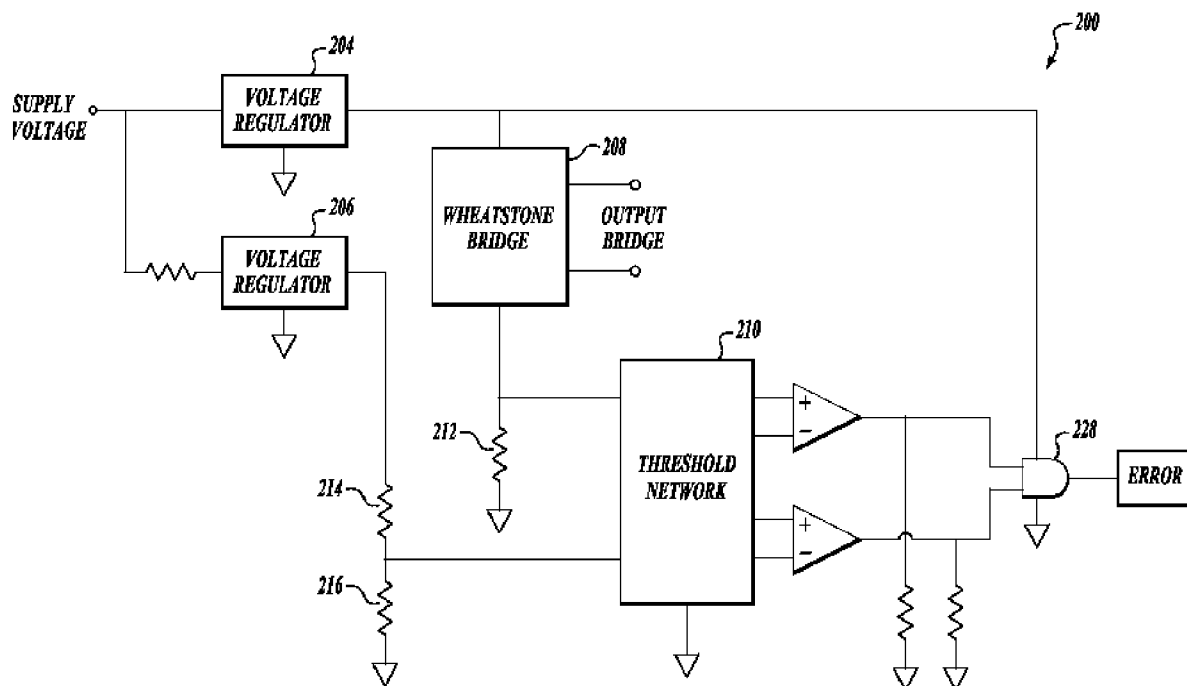 200
204
SUPPLY
VOLTAGE
VOLTAGE
REGULATOR
208
WHEATSTONE
BRIDGE
OUTPUT
BRIDGE
206
VOLTAGE
REGULATOR
210
THRESHOLD
NETWORK
212
214
216
+
−
+
−
228
ERROR